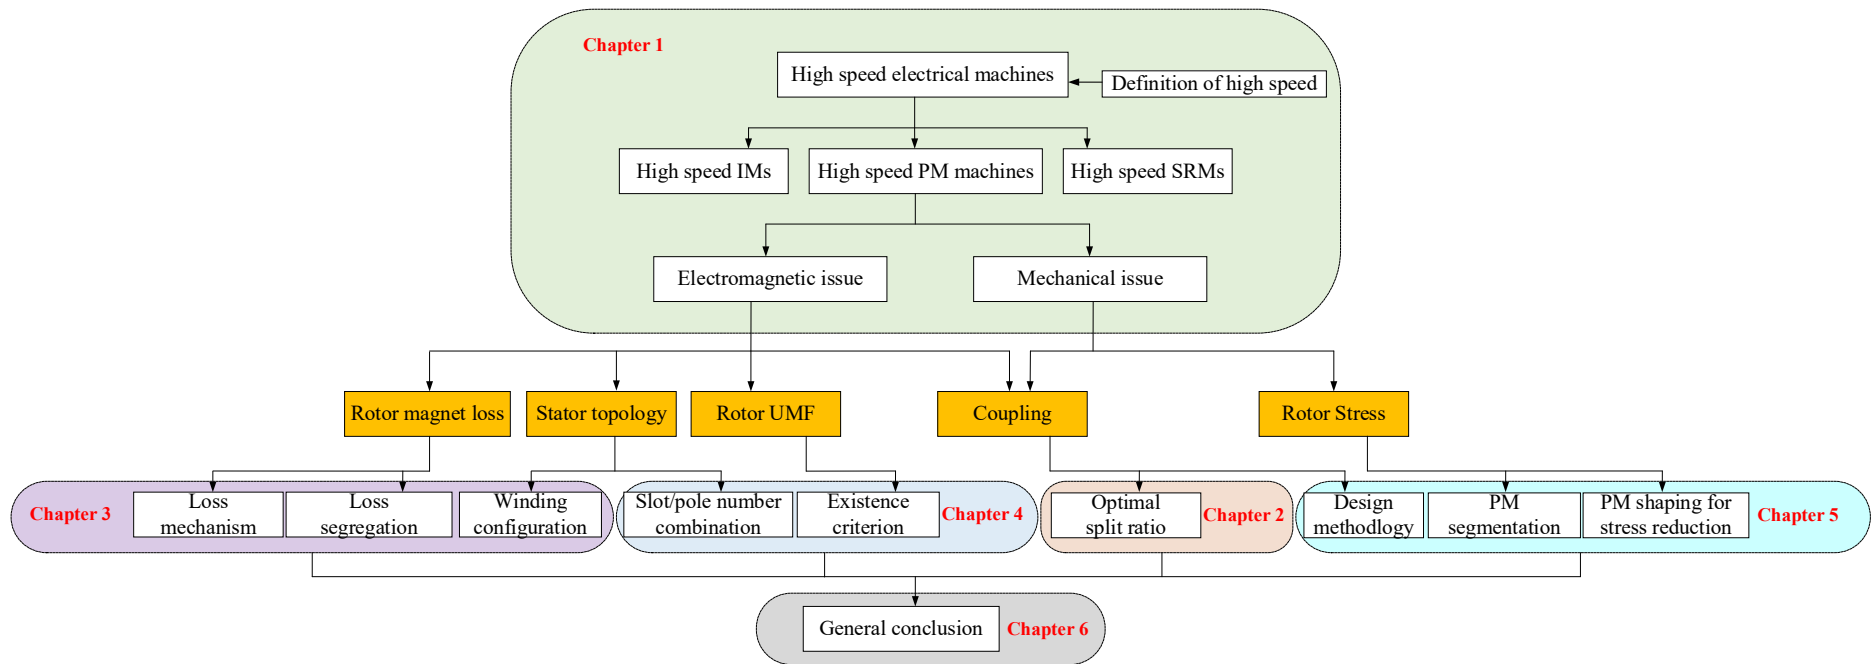 Chapter 1
High speed electrical machines
Definition of high speed
High speed IMs
High speed PM machines
High speed SRMs
Electromagnetic issue
Mechanical issue
Rotor magnet loss
Stator topology
Rotor UMF
Coupling
Rotor Stress
Chapter 3
Loss
mechanism
Loss
segregation
Winding
configuration
Slot/pole number
combination
Existence
criterion
Chapter 4
Optimal
split ratio
Chapter 2
Design
methodlogy
PM
segmentation
PM shaping for
stress reduction
Chapter 5
General conclusion
Chapter 6